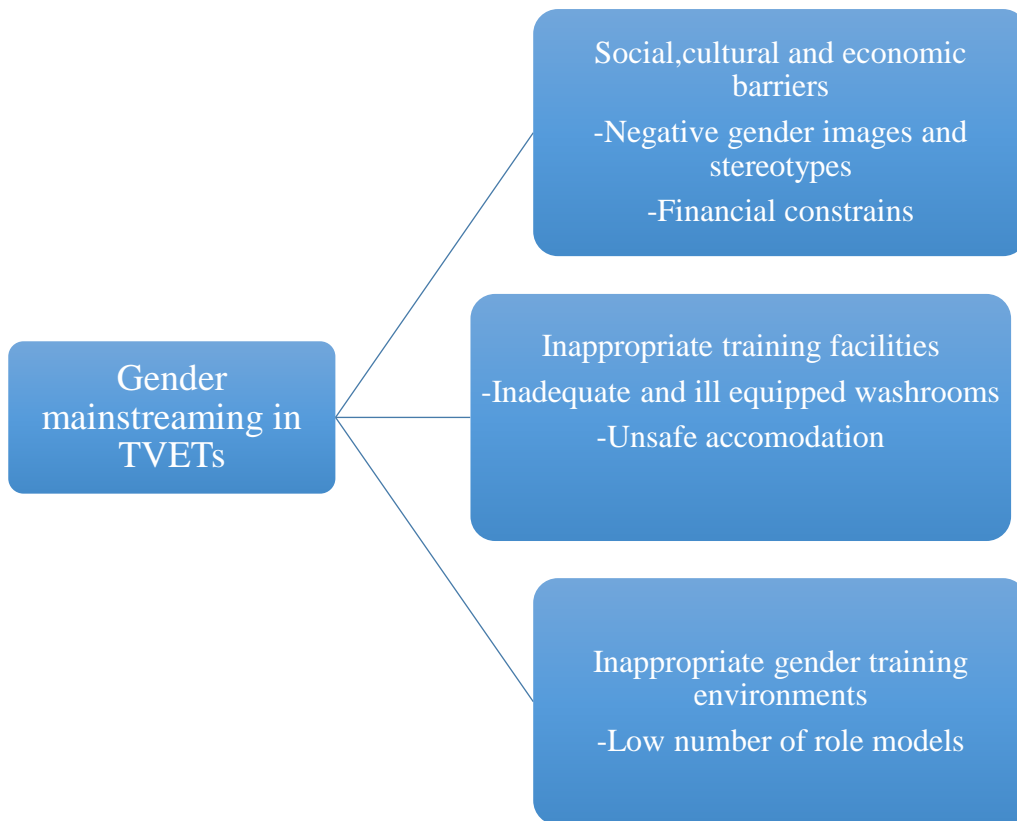 Social,cultural and economic
barriers
-Negative gender images and
stereotypes
-Financial constrains
Gender
mainstreaming in
TVETs
Inappropriate training facilities
-Inadequate and ill equipped washrooms
-Unsafe accomodation
Inappropriate gender training
environments
-Low number of role models